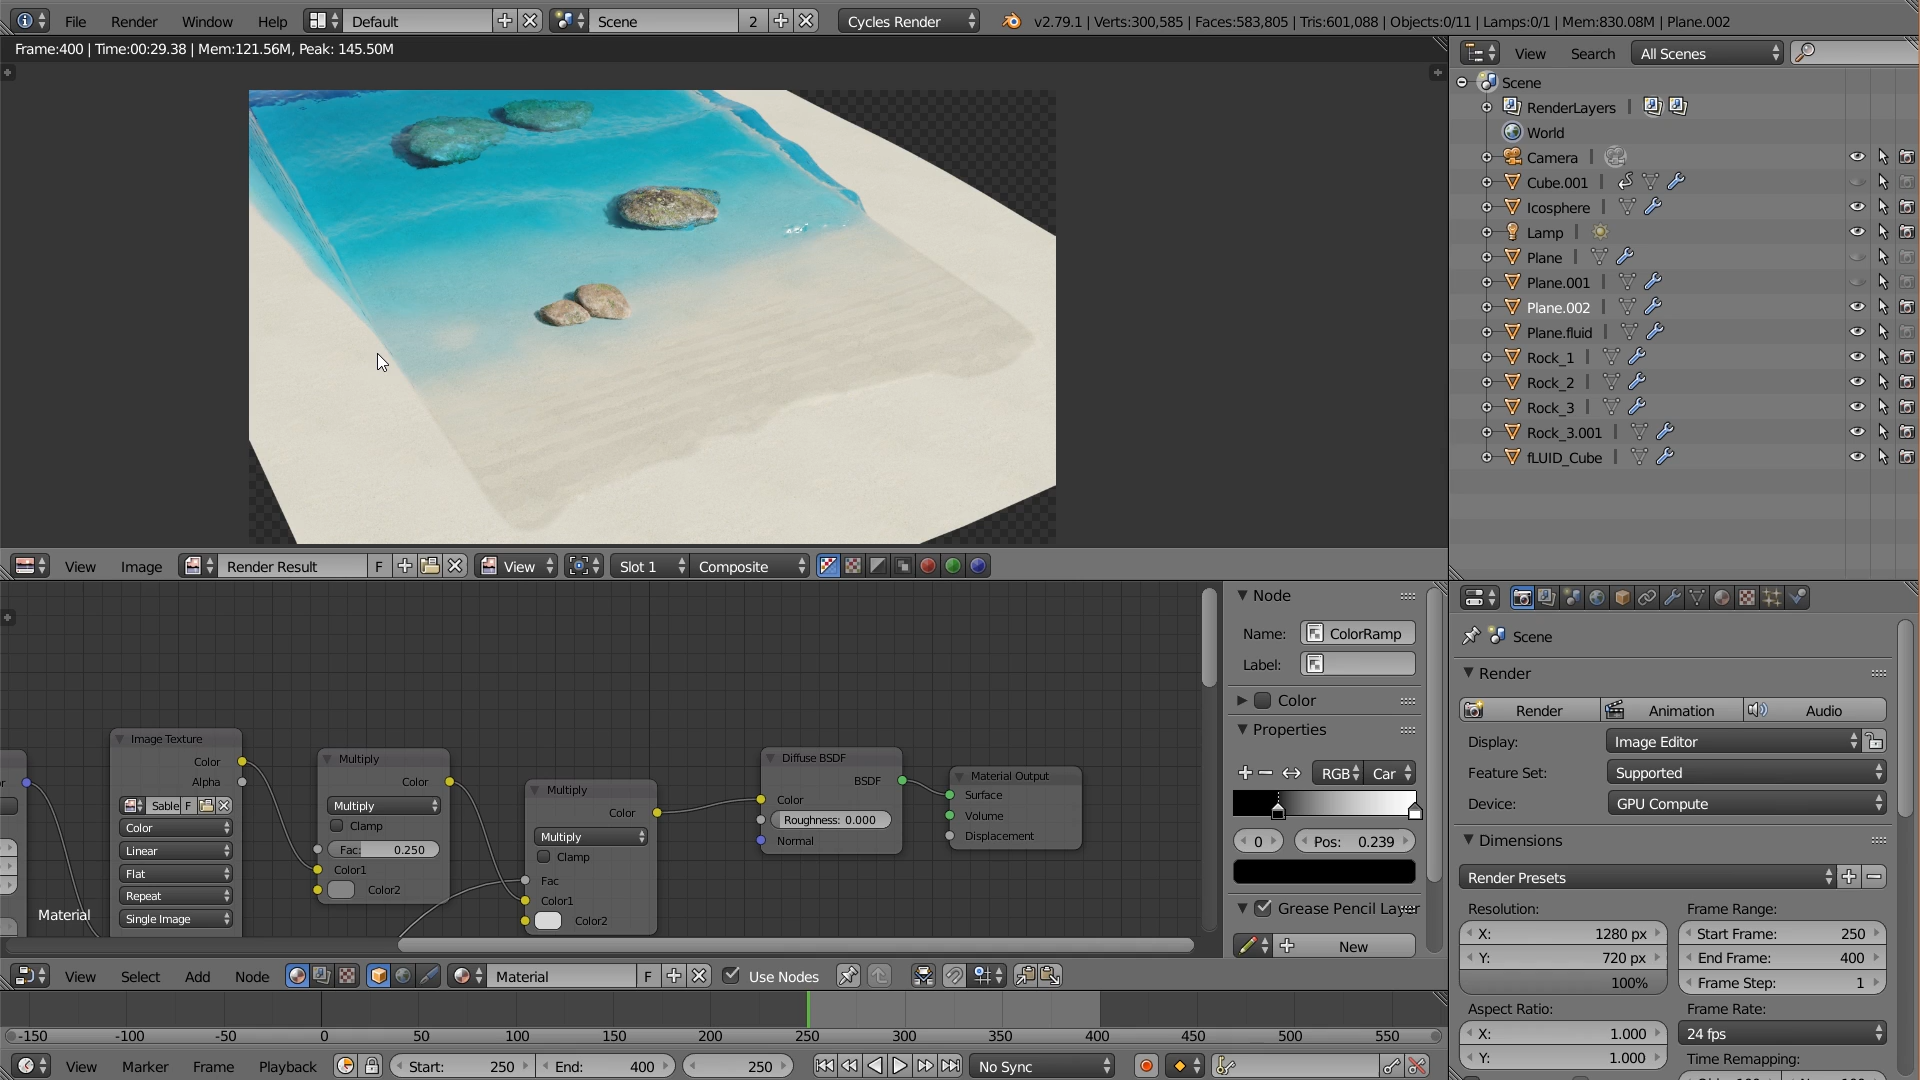 File Render Window Help Default Scene 2 Cycles Render v2.79.1 | Verts:300,585 | Faces:583,805 | Tris:601,088 | Objects:0/11 | Lamps:0/1 | Mem:830.08M | Plane.002
Frame:400 | Time:00:29.38 | Mem:121.56M, Peak: 145.50M
View Search All Scenes
Scene
RenderLayers |
World
Camera |
Cube.001 |
Icosphere |
Lamp |
Plane |
Plane.001 |
Plane.002 |
Plane.fluid |
Rock_1 |
Rock_2 |
Rock_3 |
Rock_3.001 |
fLUID_Cube |
View Image Render Result F View Slot 1 Composite
Image Texture
Color
Alpha
Sable F
Color
Linear
Flat
Repeat
Single Image
Material
Multiply
Color
Multiply
Clamp
Fac: 0.250
Color1
Color2
Multiply
Color
Multiply
Clamp
Fac
Color1
Color2
Diffuse BSDF
BSDF
Color
Roughness: 0.000
Normal
Material Output
Surface
Volume
Displacement
Node
Name: ColorRamp
Label:
Color
Properties
RGB Car
0 Pos: 0.239
Grease Pencil Layer
New
View Select Add Node Material F Use Nodes
-150 -100 -50 0 50 100 150 200 250 300 350 400 450 500 550
View Marker Frame Playback Start: 250 End: 400 250 No Sync
Scene
Render
Render Animation Audio
Display: Image Editor
Feature Set: Supported
Device: GPU Compute
Dimensions
Render Presets
Resolution: Frame Range:
X: 1280 px Start Frame: 250
Y: 720 px End Frame: 400
100% Frame Step: 1
Aspect Ratio: Frame Rate:
X: 1.000 24 fps
Y: 1.000 Time Remapping: